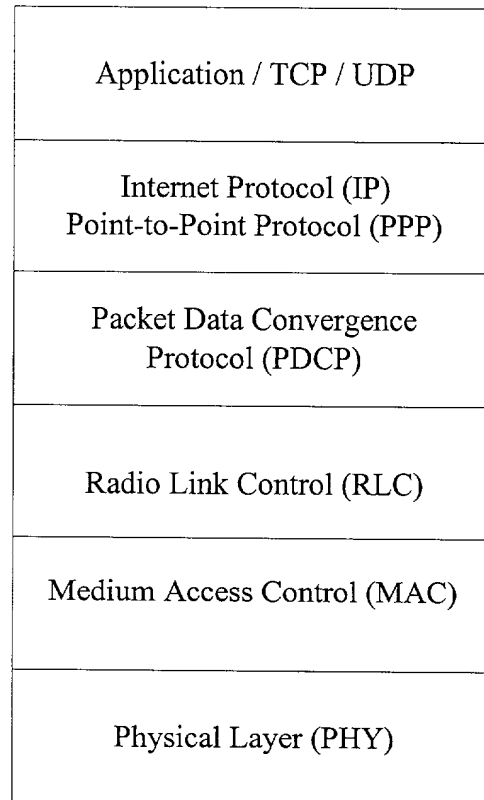 Application / TCP / UDP
Internet Protocol (IP)
Point-to-Point Protocol (PPP)
Packet Data Convergence
Protocol (PDCP)
Radio Link Control (RLC)
Medium Access Control (MAC)
Physical Layer (PHY)